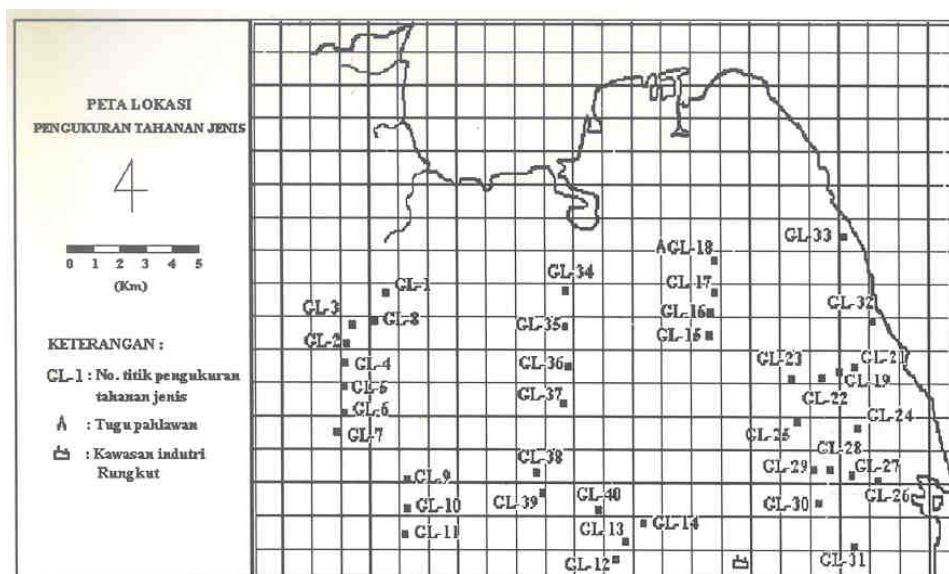 PETA LOKASI
PENGUKURAN TAHANAN JENIS
0 1 2 3 4 5
(Km)
KETERANGAN :
GL-1 : No. titik pengukuran
tahanan jenis
A : Tugu pahlawan
: Kawasan indutri
Rungkut
GL-33
AGL-18
GL-34
GL-17
GL-1
GL-3
GL-8
GL-16
GL-32
GL-35
GL-15
GL-2
GL-4
GL-36
GL-23
GL-21
GL-19
GL-5
GL-37
GL-22
GL-6
GL-24
GL-7
GL-25
GL-28
GL-38
GL-29
GL-27
GL-9
GL-39
GL-40
GL-26
GL-10
GL-30
GL-14
GL-11
GL-13
GL-12
GL-31